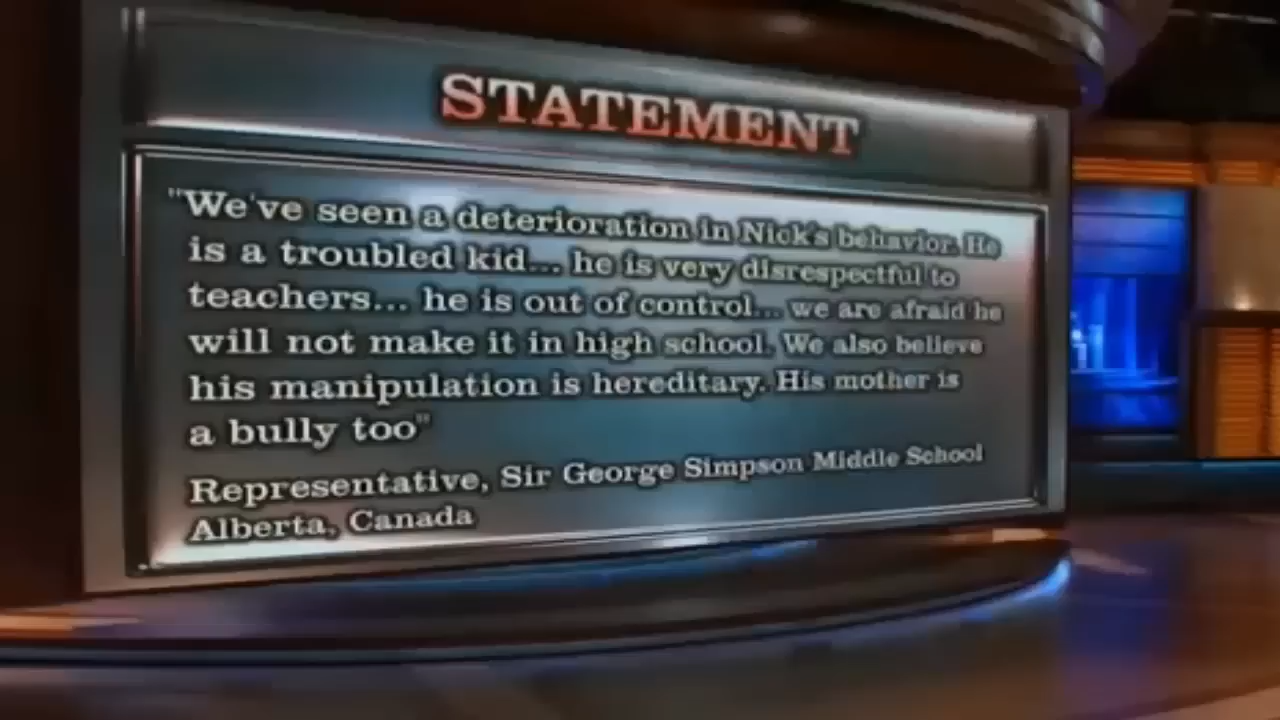 STATEMENT
"We've seen a deterioration in Nick's behavior. He
is a troubled kid... he is very disrespectful to
teachers... he is out of control... we are afraid he
will not make it in high school. We also believe
his manipulation is hereditary. His mother is
a bully too"
Representative, Sir George Simpson Middle School
Alberta, Canada